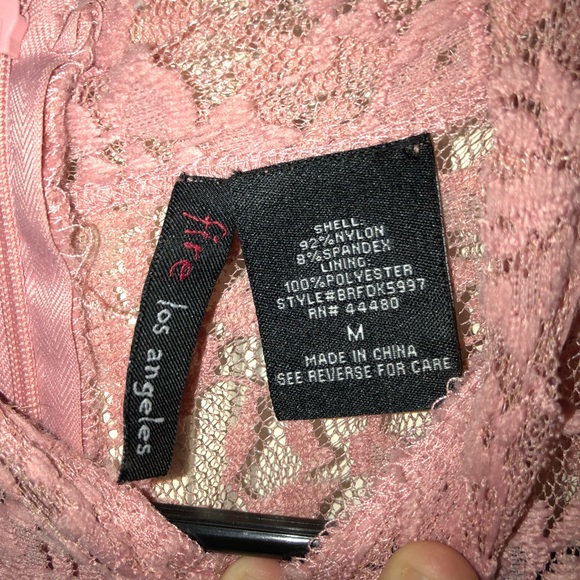 fire los angeles
SHELL:
92%NYLON
8%SPANDEX
LINING:
100%POLYESTER
STYLE#BRFDK5997
RN# 44480
M
MADE IN CHINA
SEE REVERSE FOR CARE